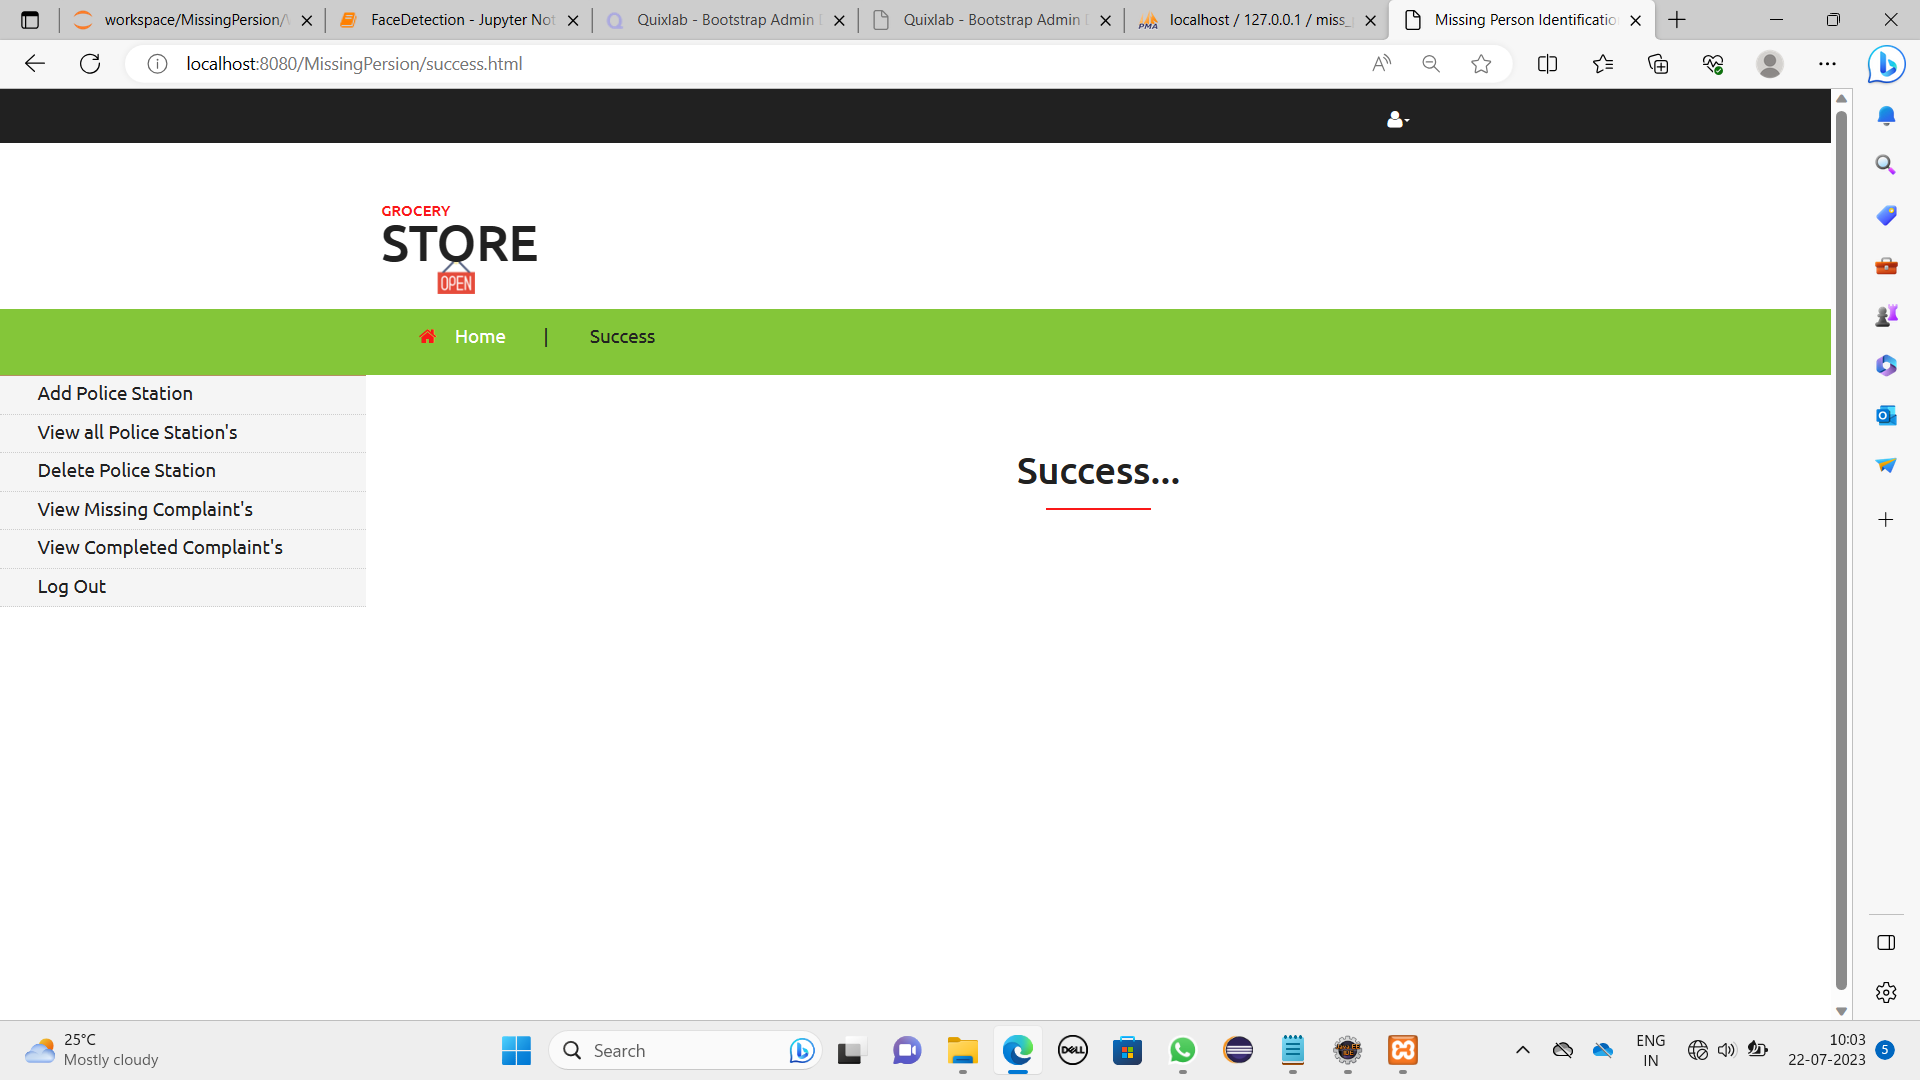 workspace/MissingPersion/
FaceDetection - Jupyter Not
Quixlab - Bootstrap Admin
Quixlab - Bootstrap Admin
localhost / 127.0.0.1 / miss_
Missing Person Identificatio
localhost:8080/MissingPersion/success.html
GROCERY
STORE
OPEN
Home | Success
Add Police Station
View all Police Station's
Delete Police Station
View Missing Complaint's
View Completed Complaint's
Log Out
Success...
25°C
Mostly cloudy
Search
DELL
ENG
IN
10:03
22-07-2023
5